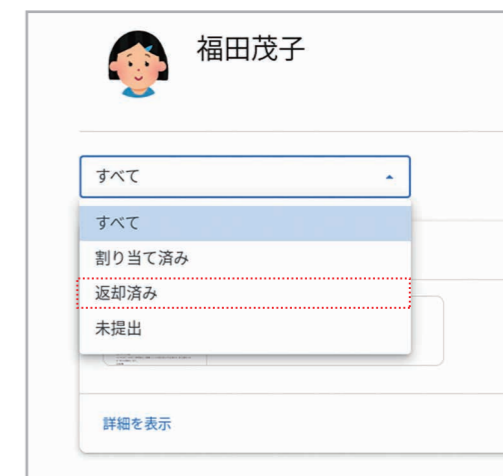 福田茂子
すべて
すべて
割り当て済み
返却済み
未提出
詳細を表示